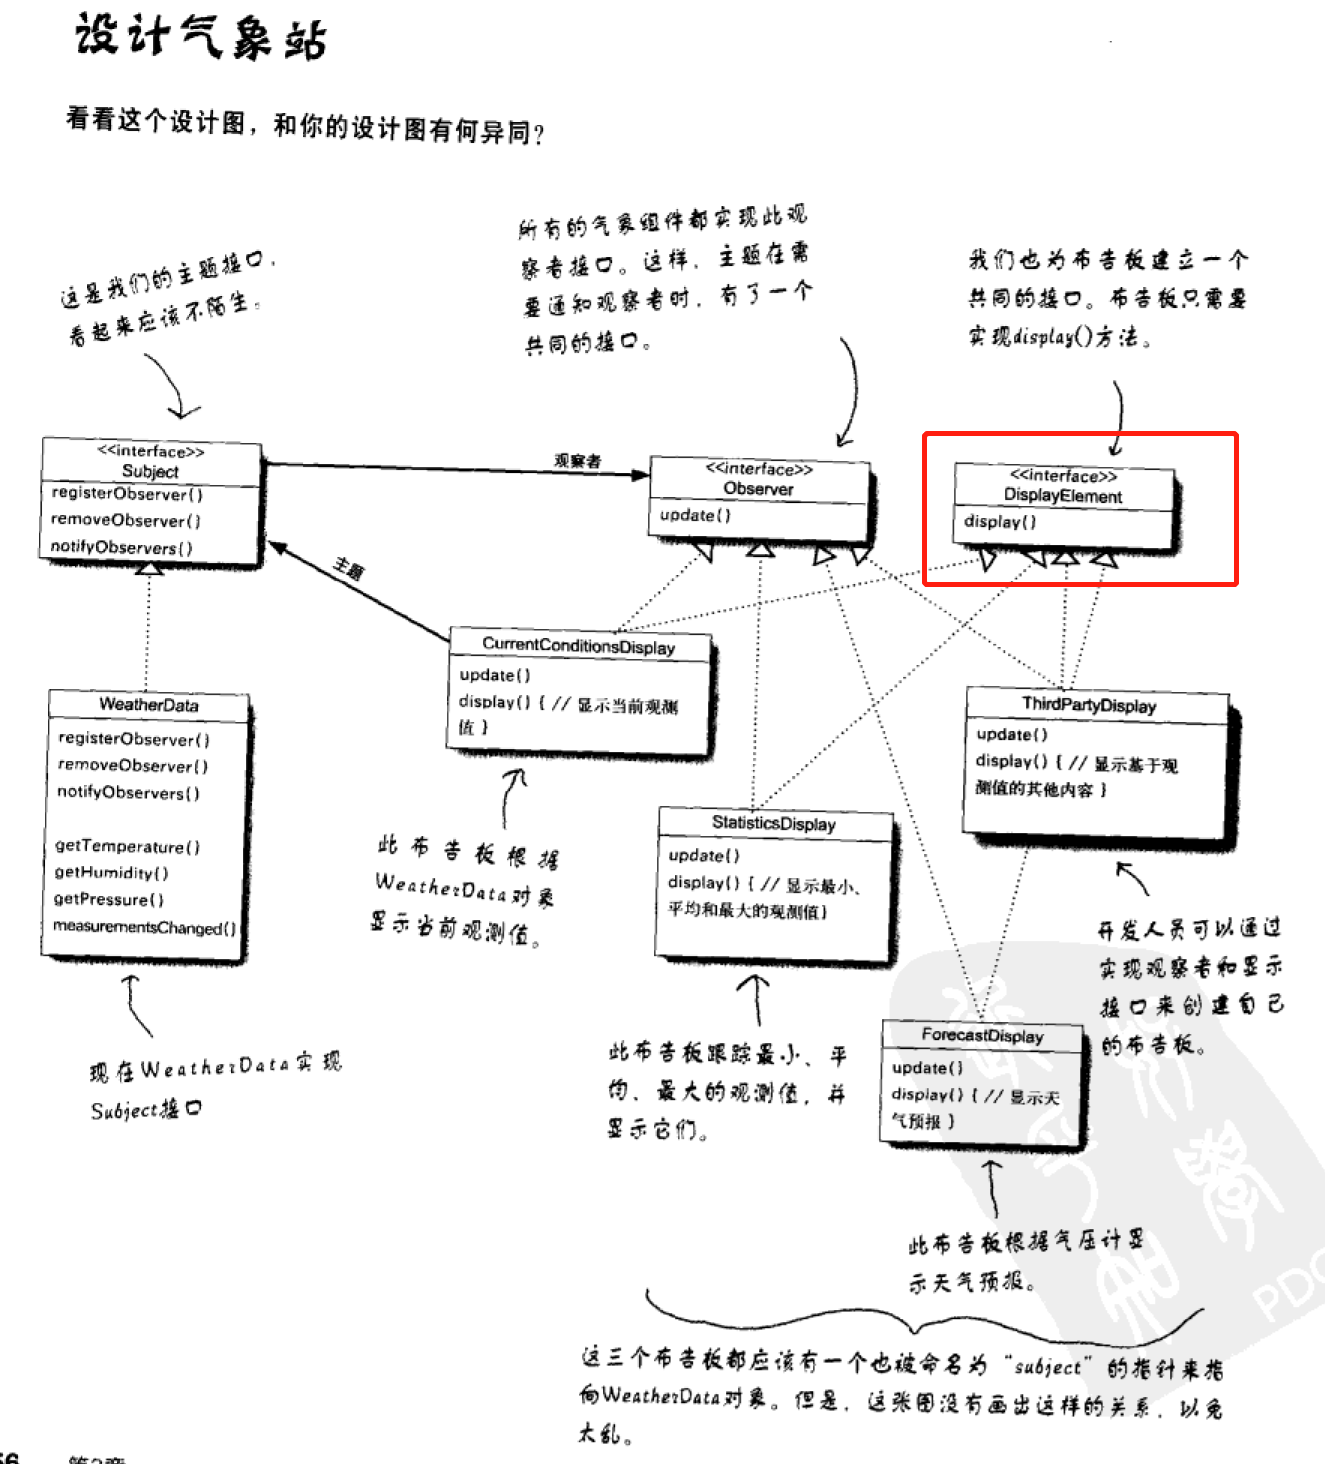 设计气象站
看看这个设计图，和你的设计图有何异同？
这是我们的主题接口，
看起来应该不陌生。
所有的气象组件都实现此观
察者接口。这样，主题在需
要通知观察者时，有了一个
共同的接口。
我们也为布告板建立一个
共同的接口。布告板只需要
实现display()方法。
<<interface>>
Subject
registerObserver()
removeObserver()
notifyObservers()
观察者
<<interface>>
Observer
update()
<<interface>>
DisplayElement
display()
主题
WeatherData
registerObserver()
removeObserver()
notifyObservers()
getTemperature()
getHumidity()
getPressure()
measurementsChanged()
CurrentConditionsDisplay
update()
display() { // 显示当前观测
值 }
ThirdPartyDisplay
update()
display() { // 显示基于观
测值的其他内容 }
StatisticsDisplay
update()
display() { // 显示最小、
平均和最大的观测值}
ForecastDisplay
update()
display() { // 显示天
气预报 }
此布告板根据
WeatherData对象
显示当前观测值。
现在WeatherData实现
Subject接口
此布告板跟踪最小、平
均、最大的观测值，并
显示它们。
开发人员可以通过
实现观察者和显示
接口来创建自己
的布告板。
此布告板根据气压计显
示天气预报。
这三个布告板都应该有一个也被命名为“subject”的指针来指
向WeatherData对象。但是，这张图没有画出这样的关系，以免
太乱。